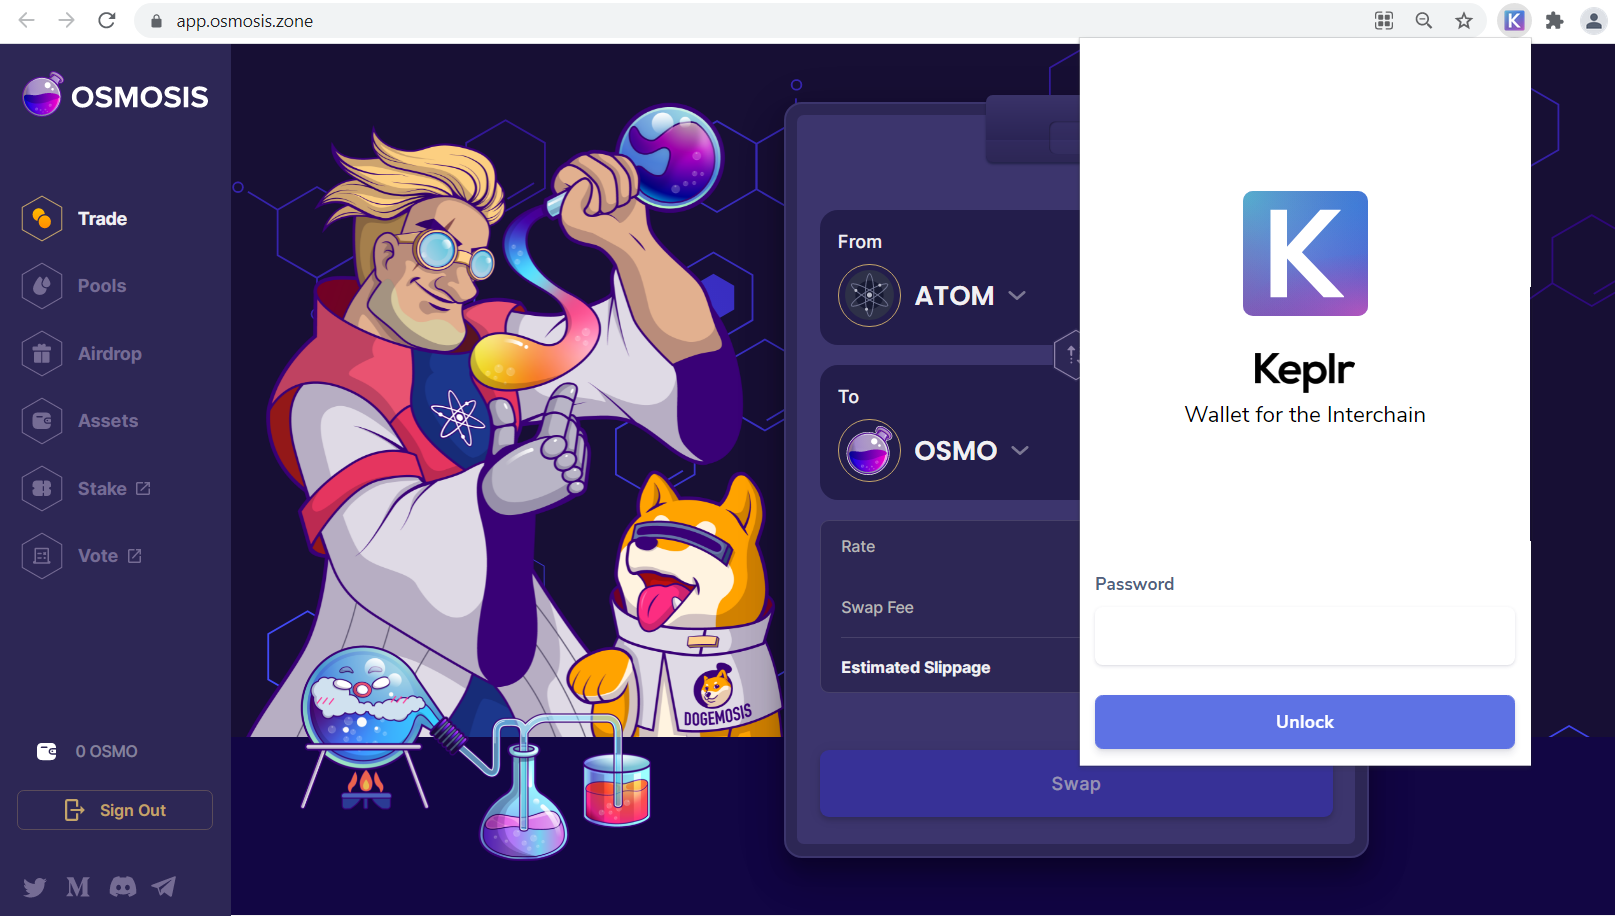 app.osmosis.zone
K
OSMOSIS
Trade
Pools
Airdrop
Assets
Stake
Vote
0 OSMO
Sign Out
M
DOGEMOSIS
From
ATOM
To
OSMO
Rate
Swap Fee
Estimated Slippage
Swap
K
Keplr
Wallet for the Interchain
Password
Unlock